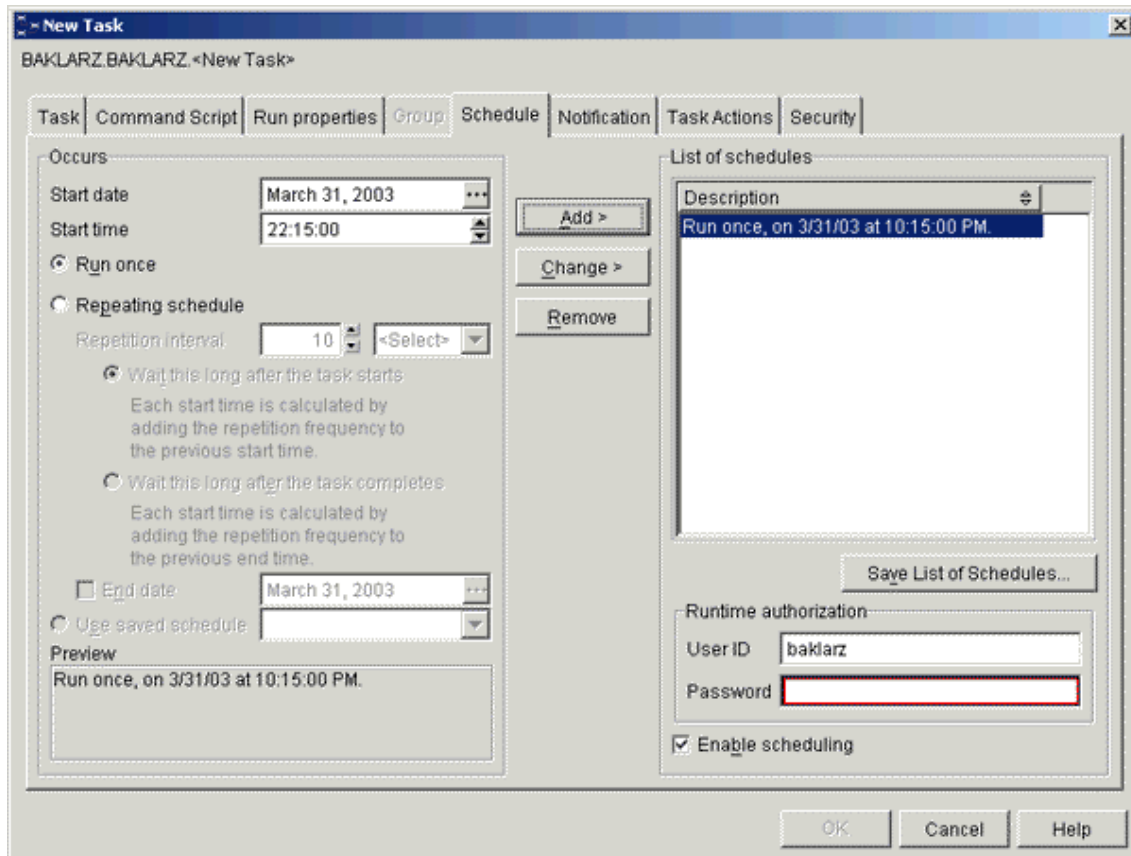 New Task
BAKLARZ.BAKLARZ.<New Task>
Task
Command Script
Run properties
Group
Schedule
Notification
Task Actions
Security
Occurs
Start date
March 31, 2003
Start time
22:15:00
Run once
Repeating schedule
Repetition interval
10
<Select>
Wait this long after the task starts
Each start time is calculated by
adding the repetition frequency to
the previous start time.
Wait this long after the task completes
Each start time is calculated by
adding the repetition frequency to
the previous end time.
End date
March 31, 2003
Use saved schedule
Preview
Run once, on 3/31/03 at 10:15:00 PM.
Add >
Change >
Remove
List of schedules
Description
Run once, on 3/31/03 at 10:15:00 PM.
Save List of Schedules...
Runtime authorization
User ID
baklarz
Password
Enable scheduling
OK
Cancel
Help